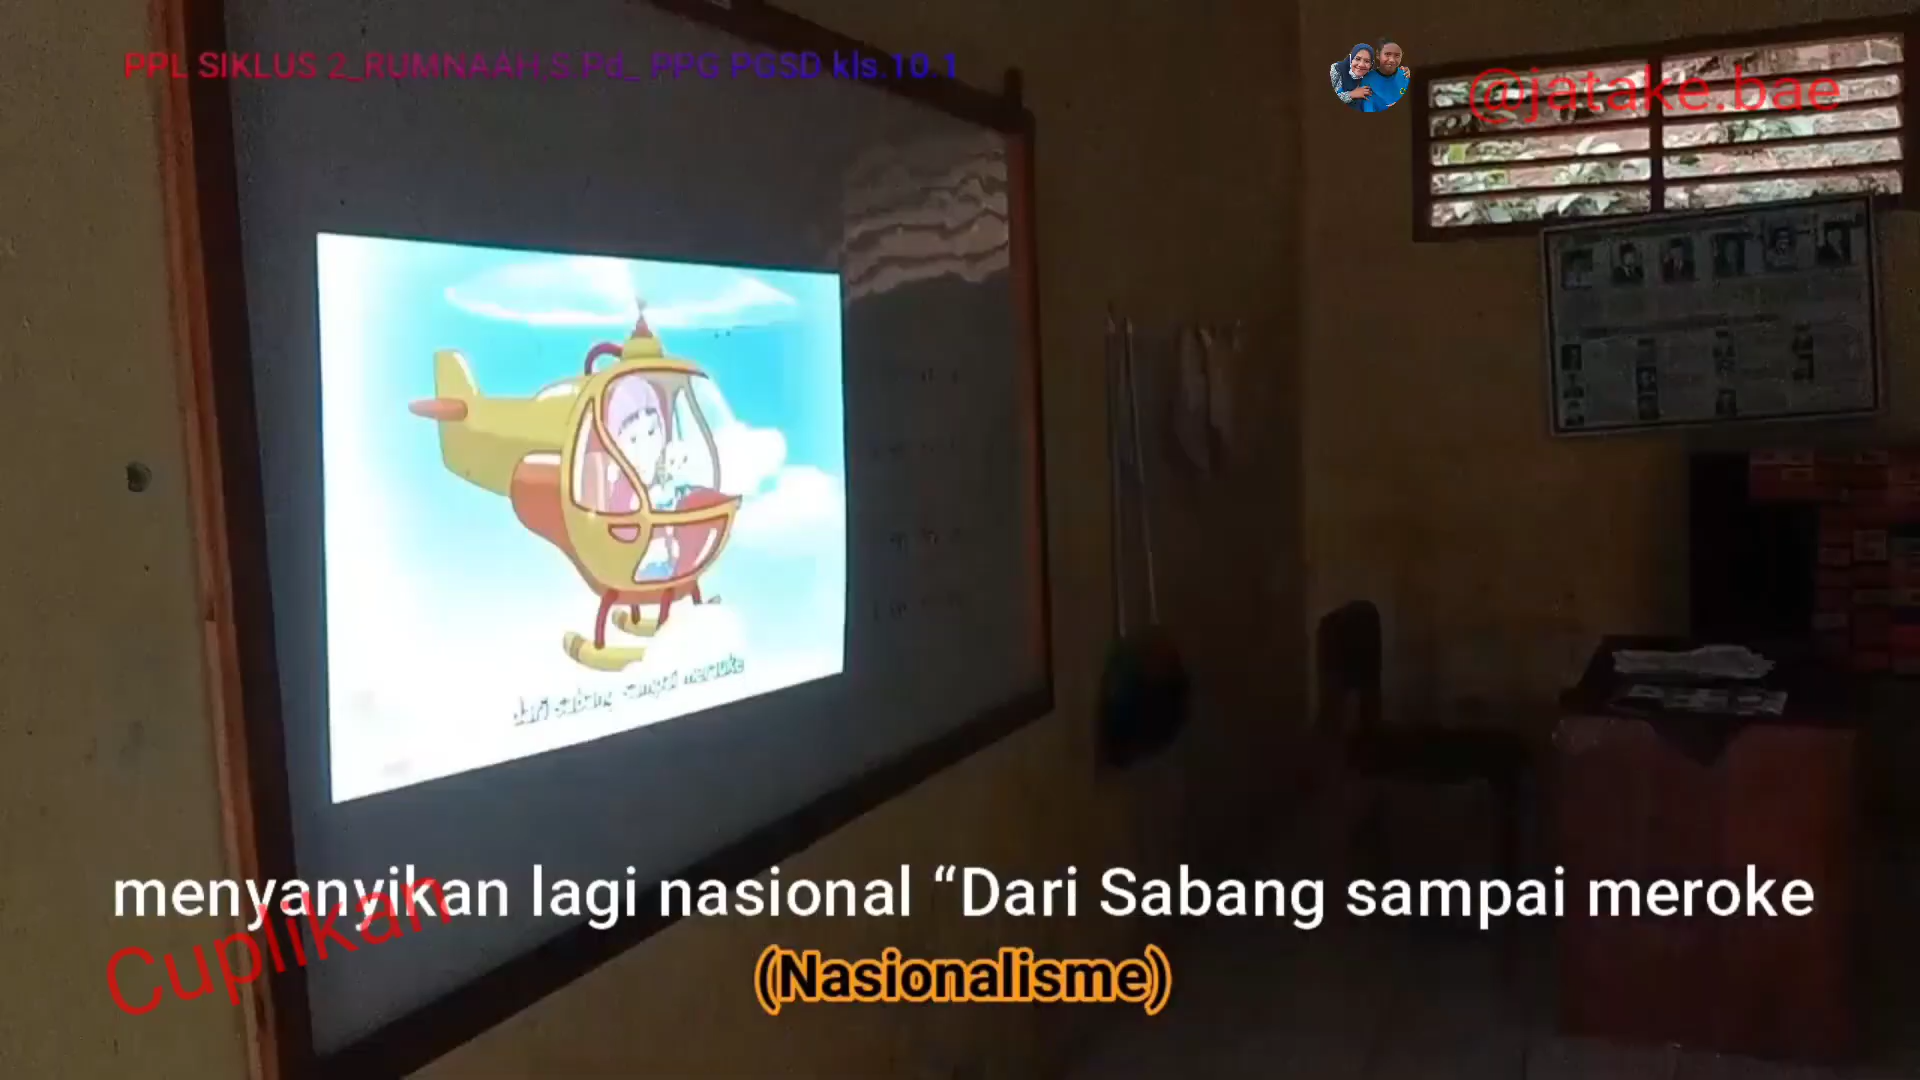 PPL SIKLUS 2_RUMNAAH,S.Pd_ PPG PGSD kls.10.1
@jatake.bae
dari sabang sampai merauke
menyanyikan lagi nasional “Dari Sabang sampai meroke
Cuplikan
(Nasionalisme)